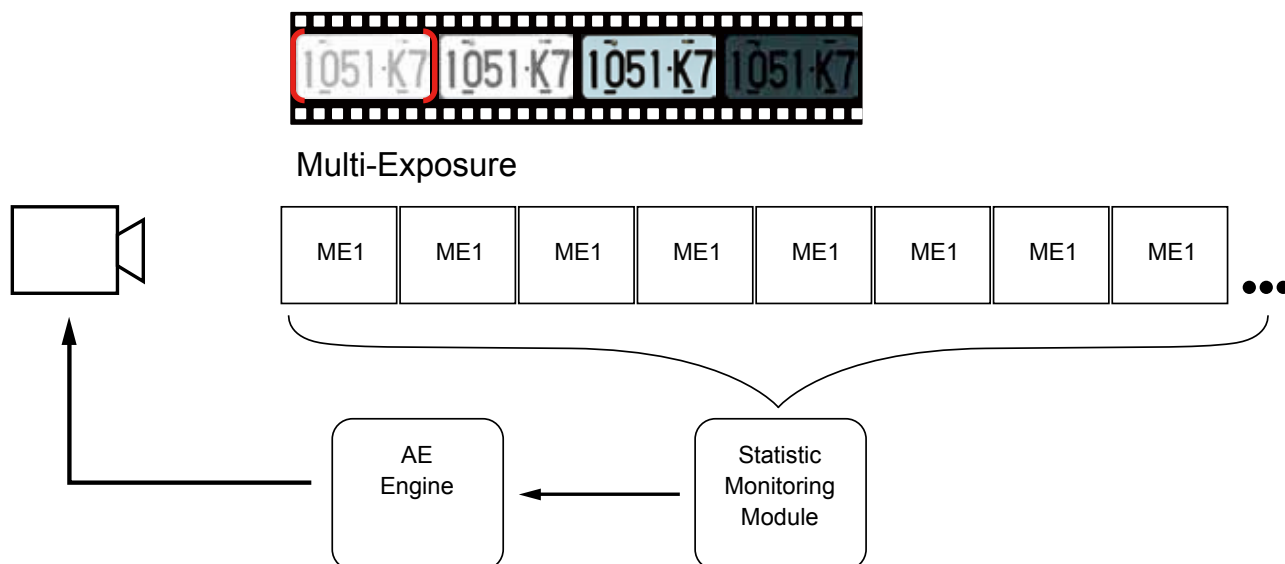 1051·K7 1051·K7 1051·K7 1051·K7
Multi-Exposure
ME1 ME1 ME1 ME1 ME1 ME1 ME1 ME1
AE
Engine
Statistic
Monitoring
Module